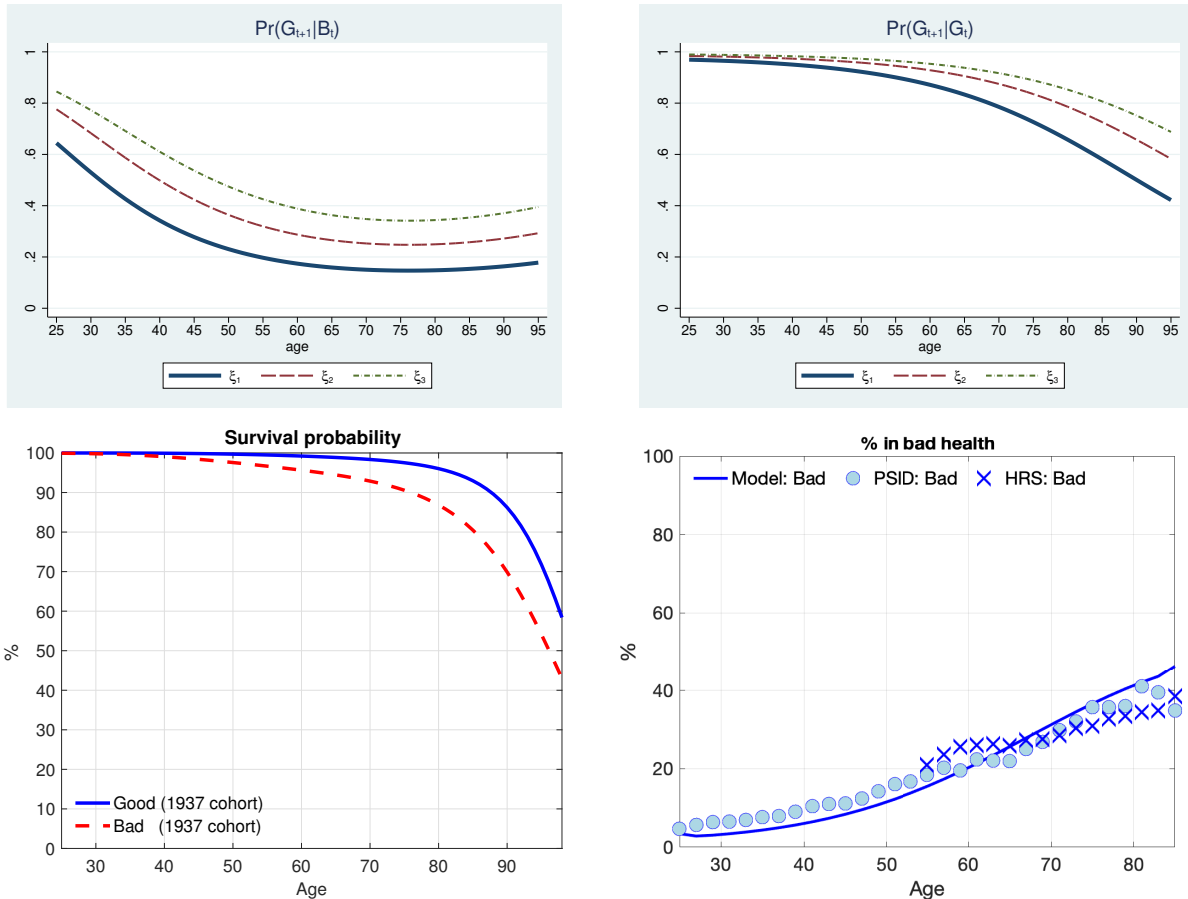 Pr(Gₜ₊₁|Bₜ)
1
.8
.6
.4
.2
0
25 30 35 40 45 50 55 60 65 70 75 80 85 90 95
age
ξ₁ ξ₂ ξ₃
Pr(Gₜ₊₁|Gₜ)
1
.8
.6
.4
.2
0
25 30 35 40 45 50 55 60 65 70 75 80 85 90 95
age
ξ₁ ξ₂ ξ₃
Survival probability
100
90
80
70
60
50
40
30
20
10
0
%
Good (1937 cohort)
Bad (1937 cohort)
30 40 50 60 70 80 90
Age
% in bad health
Model: Bad PSID: Bad HRS: Bad
100
80
60
40
20
0
%
30 40 50 60 70 80
Age